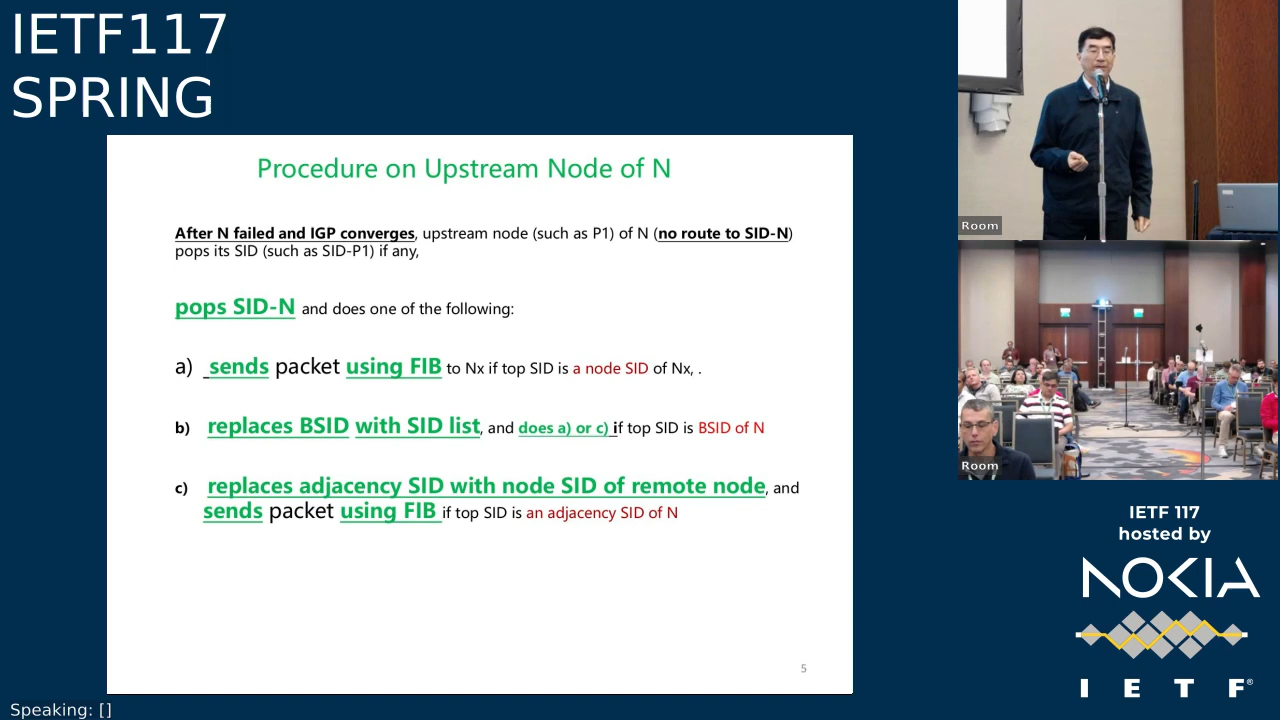 IETF117
SPRING
Procedure on Upstream Node of N
After N failed and IGP converges, upstream node (such as P1) of N (no route to SID-N)
pops its SID (such as SID-P1) if any,
pops SID-N and does one of the following:
a) sends packet using FIB to Nx if top SID is a node SID of Nx, .
b) replaces BSID with SID list, and does a) or c) if top SID is BSID of N
c) replaces adjacency SID with node SID of remote node, and
sends packet using FIB if top SID is an adjacency SID of N
5
Speaking: []
Room
Room
IETF 117
hosted by
NOKIA
I E T F®